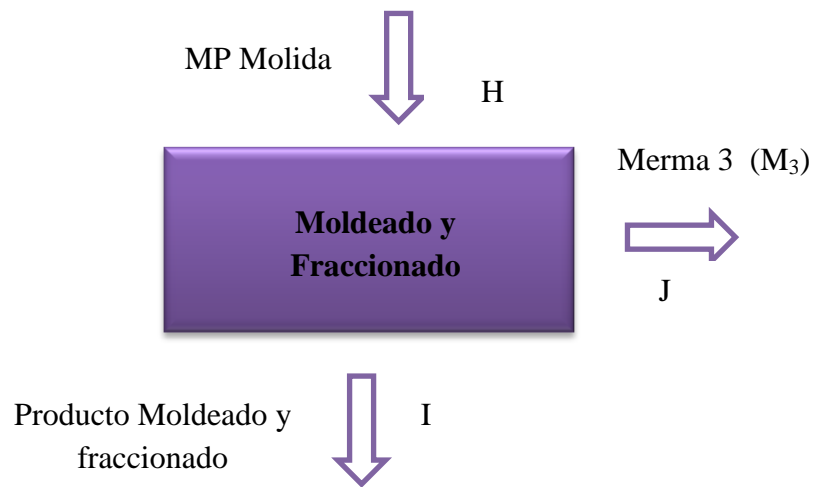 MP Molida
H
Merma 3 (M₃)
Moldeado y
Fraccionado
J
Producto Moldeado y
fraccionado
I